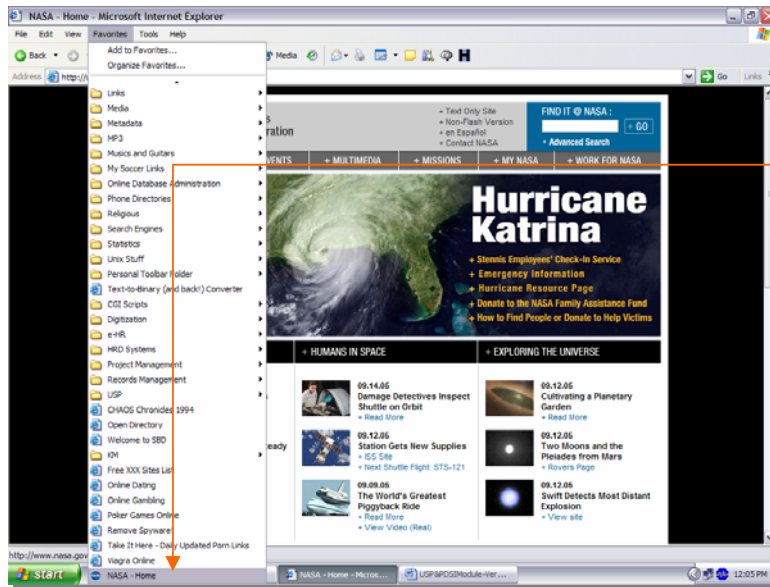 NASA - Home - Microsoft Internet Explorer
File Edit View Favorites Tools Help
Back
Media
Address
http://
Go Links
Add to Favorites...
Organize Favorites...
Links
Media
Metadata
MP3
Musics and Guitars
My Soccer Links
Online Database Administration
Phone Directories
Religious
Search Engines
Statistics
Unix Stuff
Personal Toolbar Folder
Text-to-Binary (and back!) Converter
CGI Scripts
Digitization
e-HR
HRD Systems
Project Management
Records Management
USP
CHAOS Chronicles 1994
Open Directory
Welcome to SBD
KM
Free XXX Sites List
Online Dating
Online Gambling
Poker Games Online
Remove Spyware!
Take It Here - Daily Updated Porn Links
Viagra Online
NASA - Home
ration
+ Text Only Site
+ Non-Flash Version
+ en Español
+ Contact NASA
FIND IT @ NASA :
+ GO
+ Advanced Search
VENTS + MULTIMEDIA + MISSIONS + MY NASA + WORK FOR NASA
Hurricane
Katrina
+ Stennis Employees' Check-In Service
+ Emergency Information
+ Hurricane Resource Page
+ Donate to the NASA Family Assistance Fund
+ How to Find People or Donate to Help Victims
+ HUMANS IN SPACE
09.14.05
Damage Detectives Inspect
Shuttle on Orbit
+ Read More
09.12.05
Station Gets New Supplies
+ ISS Site
+ Next Shuttle Flight: STS-121
09.09.05
The World's Greatest
Piggyback Ride
+ Read More
+ View Video (Real)
+ EXPLORING THE UNIVERSE
09.12.05
Cultivating a Planetary
Garden
+ Read More
09.12.05
Two Moons and the
Pleiades from Mars
+ Rovers Page
09.12.05
Swift Detects Most Distant
Explosion
+ View site
eady
http://www.nasa.gov
start
NASA - Home - Micros...
USP&PDSIModule-Ver....
12:05 PM